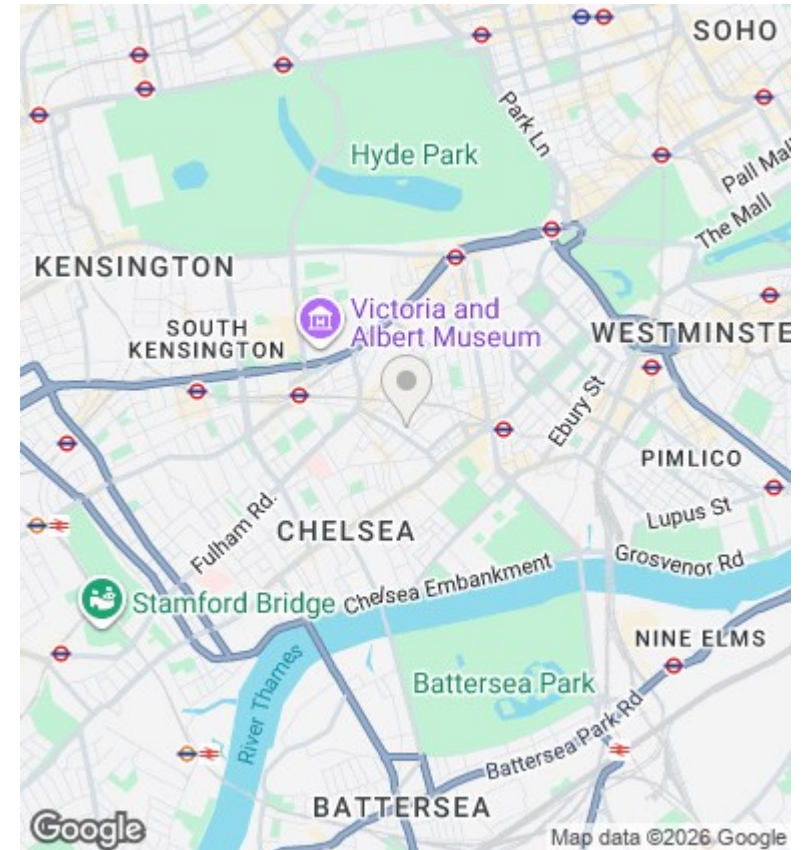 SOHO
Park Ln
Hyde Park
Pall Mall
The Mall
KENSINGTON
Victoria and
Albert Museum
SOUTH
KENSINGTON
WESTMINSTE
Ebury St
PIMLICO
Lupus St
Fulham Rd.
CHELSEA
Grosvenor Rd
Chelsea Embankment
Stamford Bridge
NINE ELMS
River Thames
Battersea Park
Battersea Park Rd
BATTERSEA
Google
Map data ©2026 Google